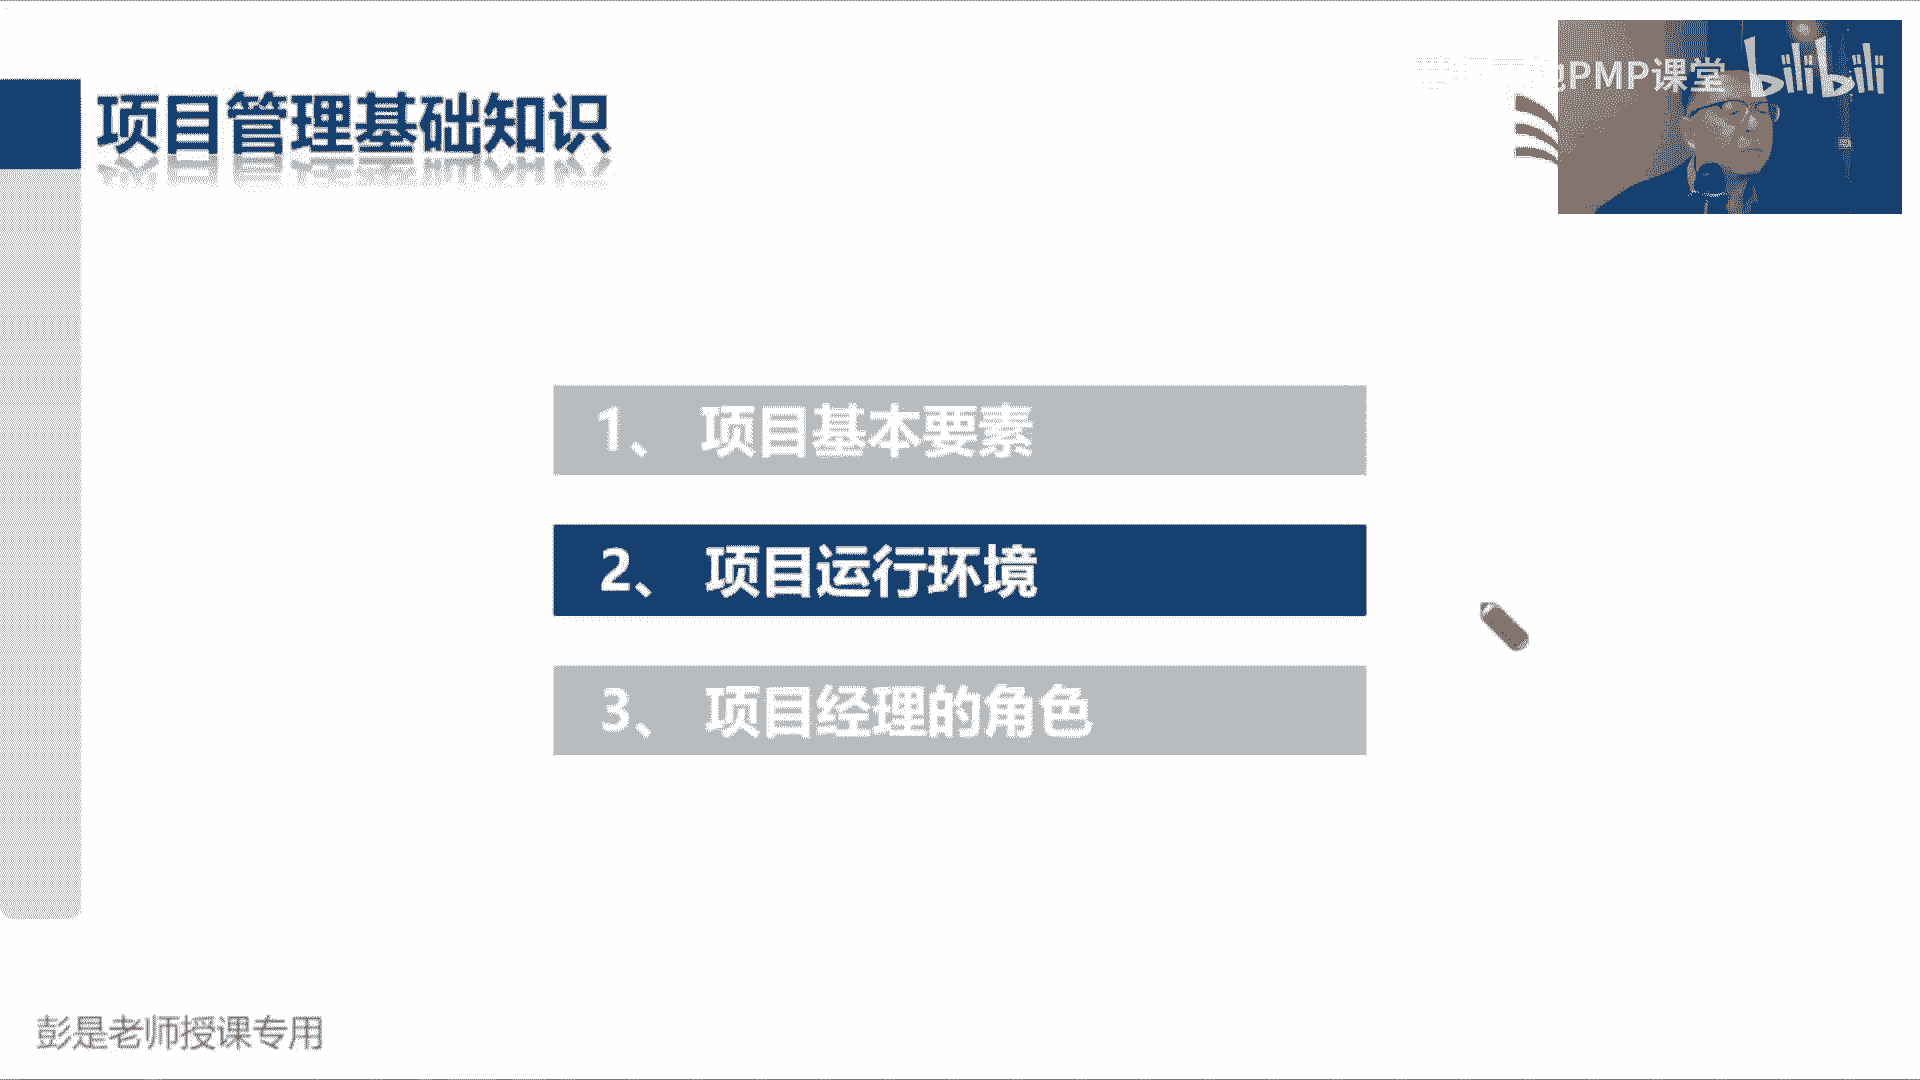 PMP课堂 bilibili
项目管理基础知识
1、 项目基本要素
2、 项目运行环境
3、 项目经理的角色
彭是老师授课专用